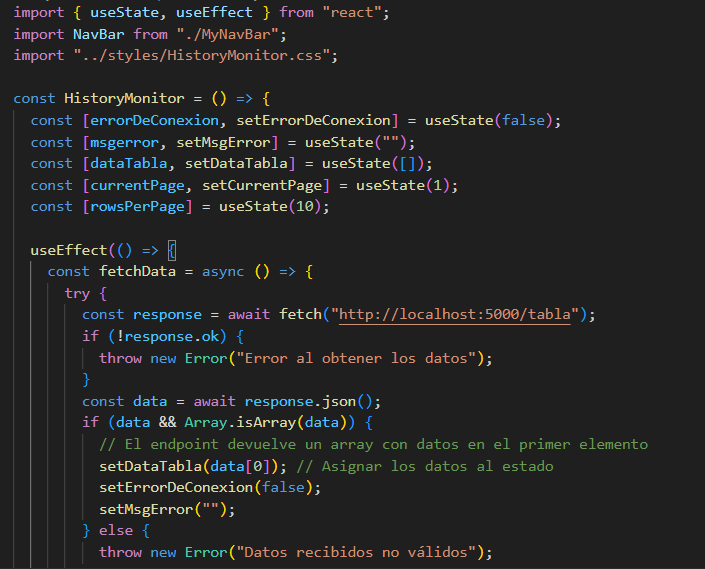 import { useState, useEffect } from "react";
import NavBar from "./MyNavBar";
import "../styles/HistoryMonitor.css";

const HistoryMonitor = () => {
  const [errorDeConexion, setErrorDeConexion] = useState(false);
  const [msgerror, setMsgError] = useState("");
  const [dataTabla, setDataTabla] = useState([]);
  const [currentPage, setCurrentPage] = useState(1);
  const [rowsPerPage] = useState(10);

  useEffect(() => {
    const fetchData = async () => {
      try {
        const response = await fetch("http://localhost:5000/tabla");
        if (!response.ok) {
          throw new Error("Error al obtener los datos");
        }
        const data = await response.json();
        if (data && Array.isArray(data)) {
          // El endpoint devuelve un array con datos en el primer elemento
          setDataTabla(data[0]); // Asignar los datos al estado
          setErrorDeConexion(false);
          setMsgError("");
        } else {
          throw new Error("Datos recibidos no válidos");